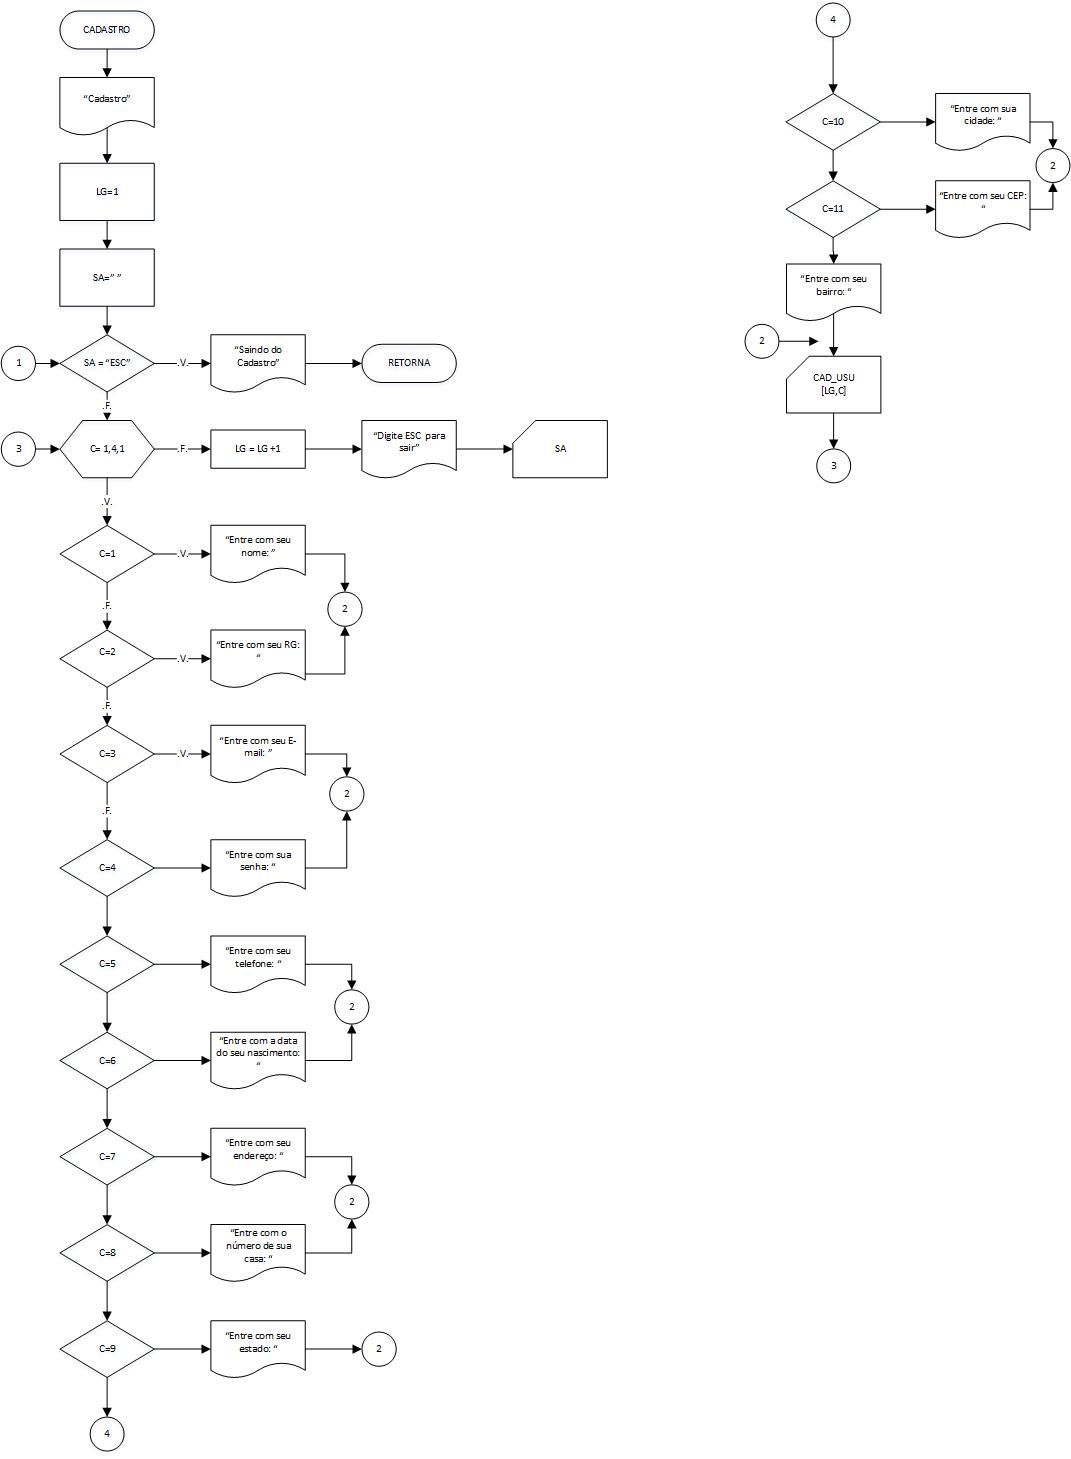 CADASTRO
“Cadastro”
LG=1
SA=” ”
1
SA = “ESC”
.V.
“Saindo do
Cadastro”
RETORNA
.F.
3
C= 1,4,1
.F.
LG = LG +1
“Digite ESC para
sair”
SA
.V.
C=1
.V.
“Entre com seu
nome: ”
.F.
2
C=2
.V.
“Entre com seu RG:
“
.F.
C=3
.V.
“Entre com seu E-
mail: ”
.F.
2
C=4
“Entre com sua
senha: “
C=5
“Entre com seu
telefone: “
2
C=6
“Entre com a data
do seu nascimento:
“
C=7
“Entre com seu
endereço: “
2
C=8
“Entre com o
número de sua
casa: “
C=9
“Entre com seu
estado: “
2
4
4
C=10
“Entre com sua
cidade: “
2
C=11
“Entre com seu CEP:
“
“Entre com seu
bairro: “
2
CAD_USU
[LG,C]
3